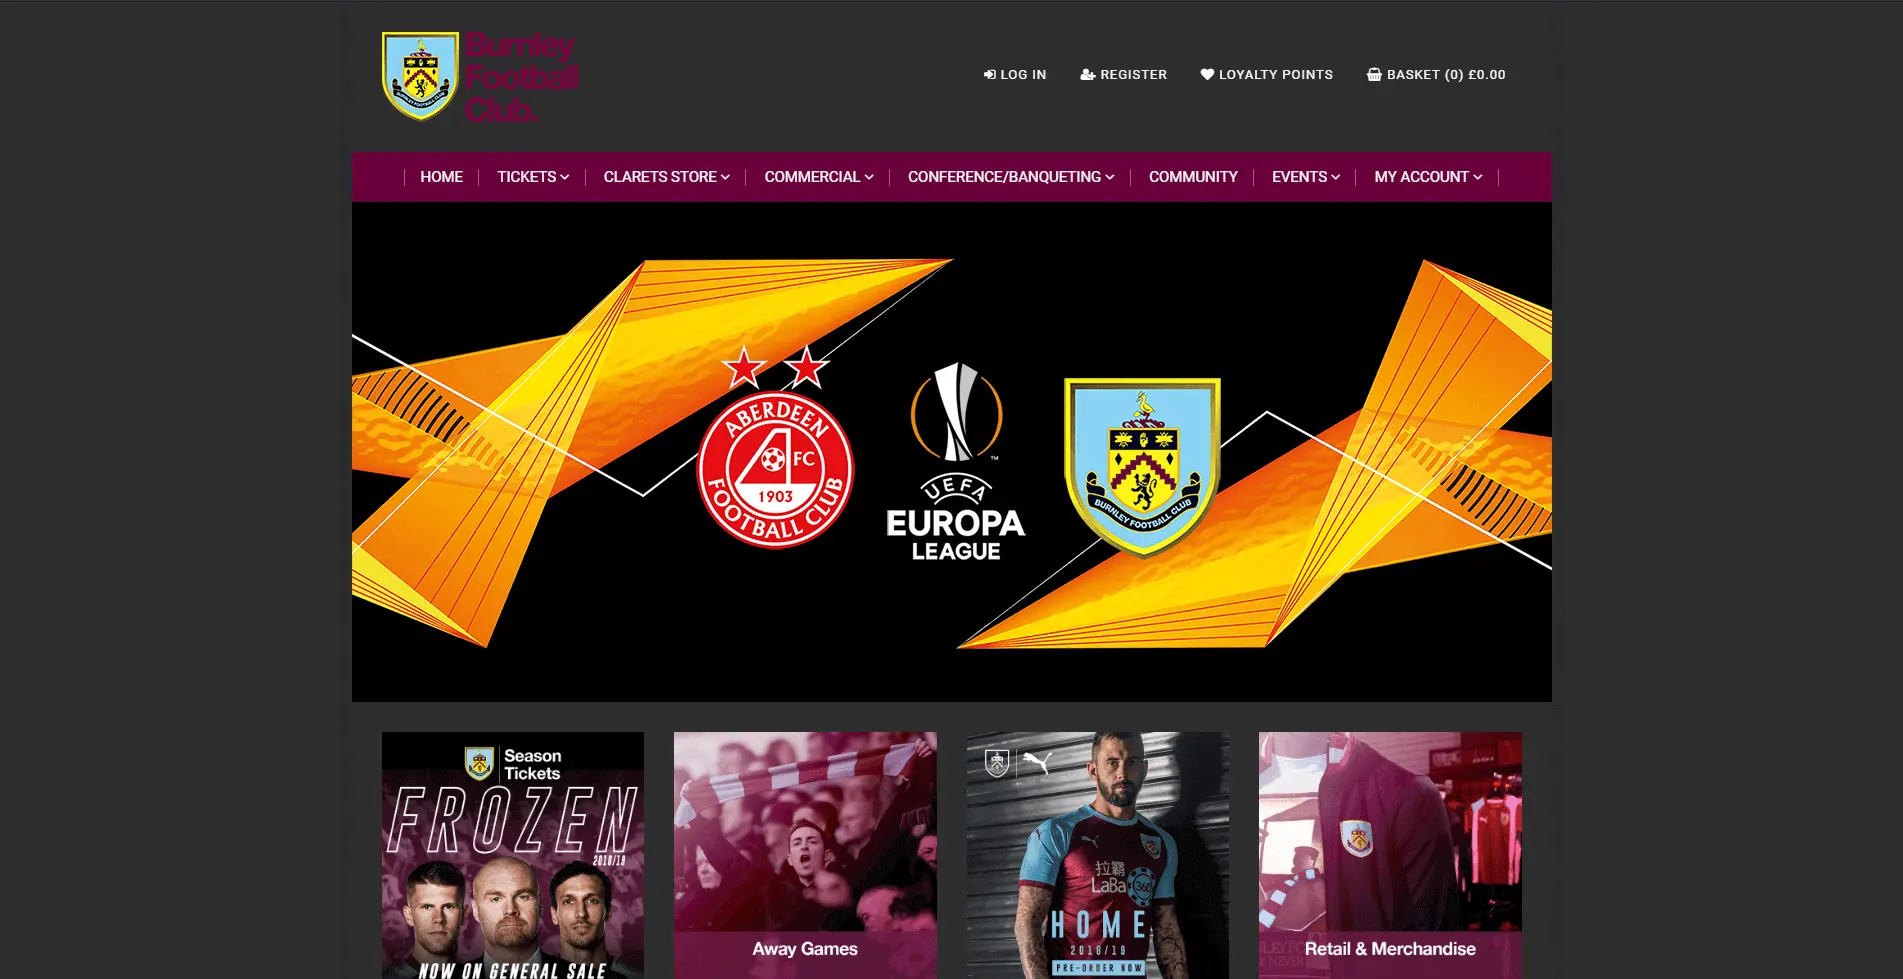 Burnley
Football
Club.
LOG IN
REGISTER
LOYALTY POINTS
BASKET (0) £0.00
HOME
TICKETS
CLARETS STORE
COMMERCIAL
CONFERENCE/BANQUETING
COMMUNITY
EVENTS
MY ACCOUNT
ABERDEEN
FC
1903
FOOTBALL CLUB
TM
UEFA
EUROPA
LEAGUE
BURNLEY FOOTBALL CLUB
Season
Tickets
FROZEN
2018/19
NOW ON GENERAL SALE
Away Games
拉霸
LaBa
360
HOME
2018/19
PRE-ORDER NOW
Retail & Merchandise